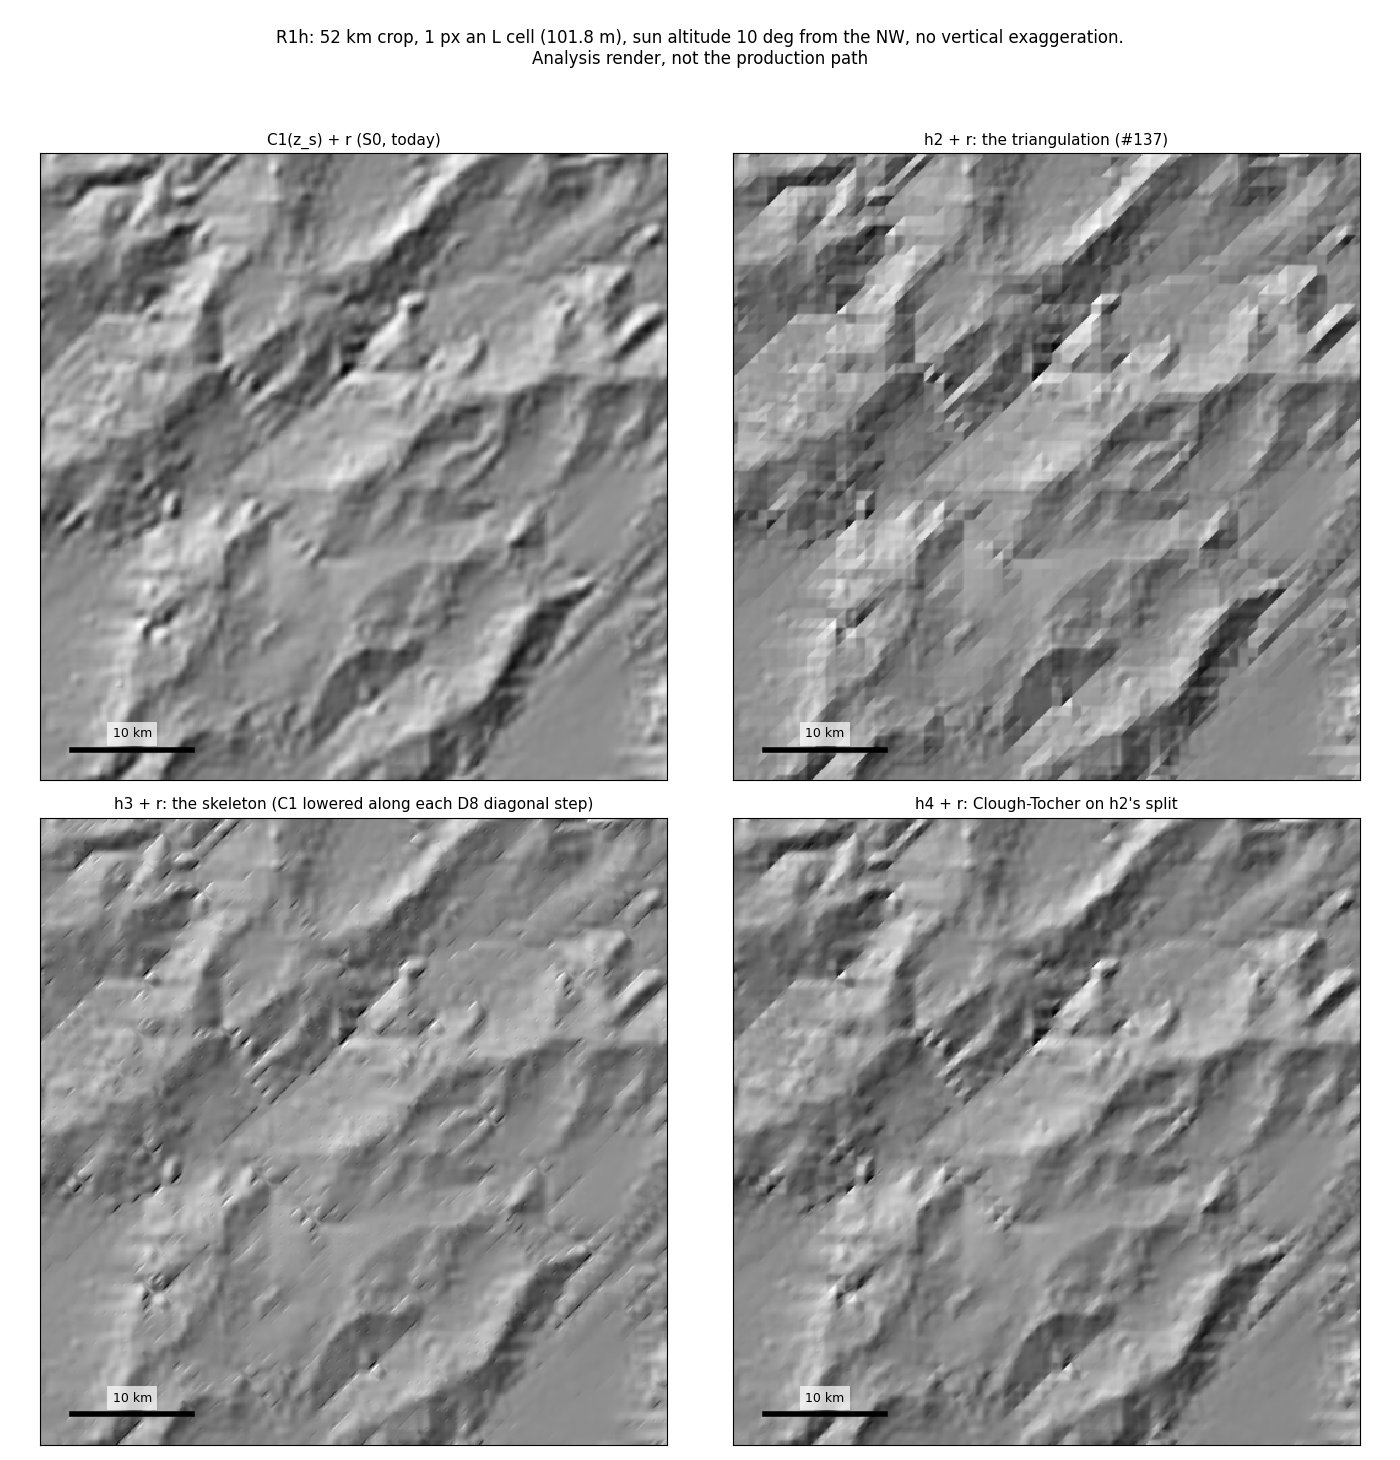 R1h: 52 km crop, 1 px an L cell (101.8 m), sun altitude 10 deg from the NW, no vertical exaggeration.
Analysis render, not the production path
C1(z_s) + r (S0, today)
h2 + r: the triangulation (#137)
10 km
10 km
h3 + r: the skeleton (C1 lowered along each D8 diagonal step)
h4 + r: Clough-Tocher on h2's split
10 km
10 km